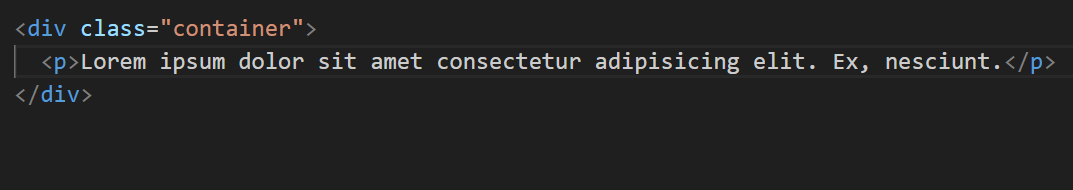 <div class="container">
  <p>Lorem ipsum dolor sit amet consectetur adipisicing elit. Ex, nesciunt.</p>
</div>